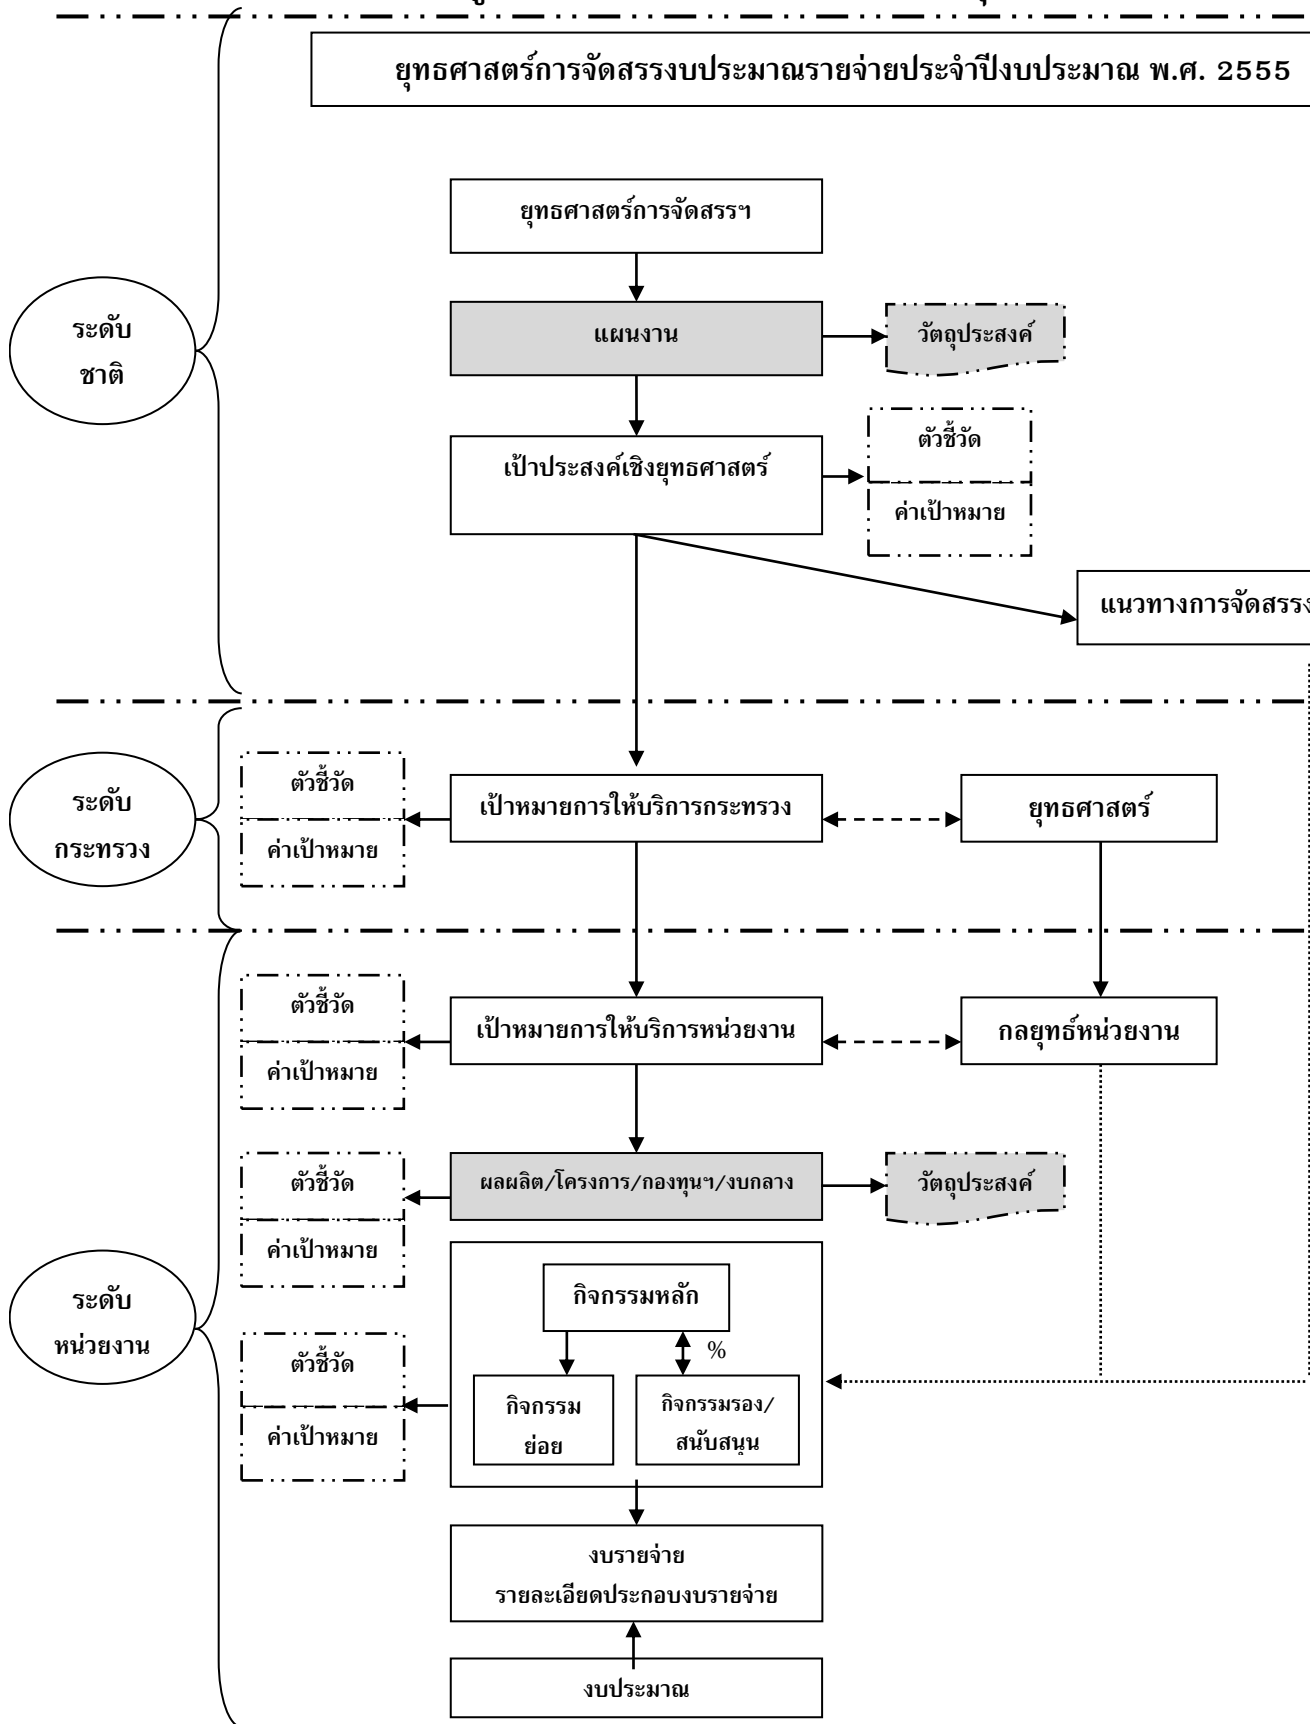 ยุทธศาสตร์การจัดสรรงบประมาณรายจ่ายประจำปีงบประมาณ พ.ศ. 2555
ยุทธศาสตร์การจัดสรรฯ
ระดับ
ชาติ
แผนงาน
วัตถุประสงค์
เป้าประสงค์เชิงยุทธศาสตร์
ตัวชี้วัด
ค่าเป้าหมาย
แนวทางการจัดสรรง
ระดับ
กระทรวง
ตัวชี้วัด
ค่าเป้าหมาย
เป้าหมายการให้บริการกระทรวง
ยุทธศาสตร์
ตัวชี้วัด
ค่าเป้าหมาย
เป้าหมายการให้บริการหน่วยงาน
กลยุทธ์หน่วยงาน
ตัวชี้วัด
ค่าเป้าหมาย
ผลผลิต/โครงการ/กองทุนฯ/งบกลาง
วัตถุประสงค์
ระดับ
หน่วยงาน
กิจกรรมหลัก
%
ตัวชี้วัด
ค่าเป้าหมาย
กิจกรรม
ย่อย
กิจกรรมรอง/
สนับสนุน
งบรายจ่าย
รายละเอียดประกอบงบรายจ่าย
งบประมาณ